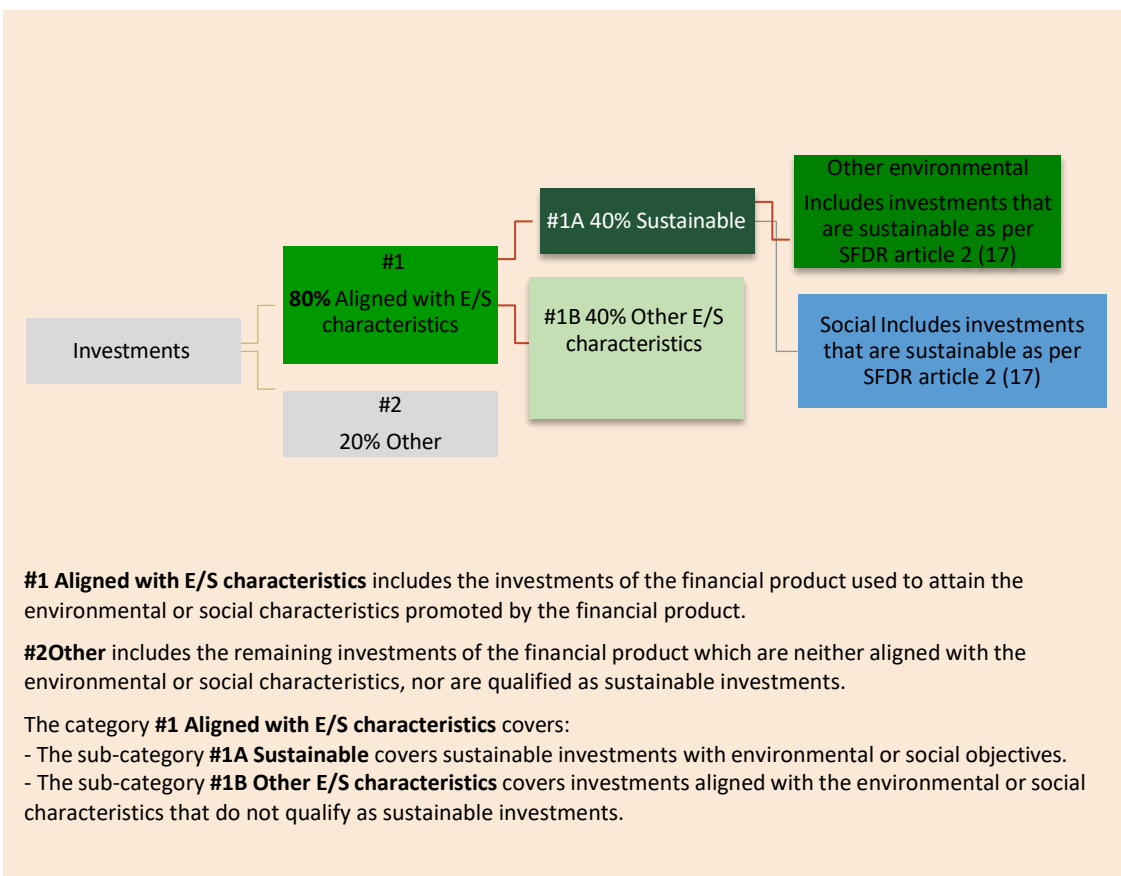 Investments
#1
80% Aligned with E/S
characteristics
#2
20% Other
#1A 40% Sustainable
#1B 40% Other E/S
characteristics
Other environmental
Includes investments that
are sustainable as per
SFDR article 2 (17)
Social Includes investments
that are sustainable as per
SFDR article 2 (17)
#1 Aligned with E/S characteristics includes the investments of the financial product used to attain the
environmental or social characteristics promoted by the financial product.
#2Other includes the remaining investments of the financial product which are neither aligned with the
environmental or social characteristics, nor are qualified as sustainable investments.
The category #1 Aligned with E/S characteristics covers:
- The sub-category #1A Sustainable covers sustainable investments with environmental or social objectives.
- The sub-category #1B Other E/S characteristics covers investments aligned with the environmental or social
characteristics that do not qualify as sustainable investments.